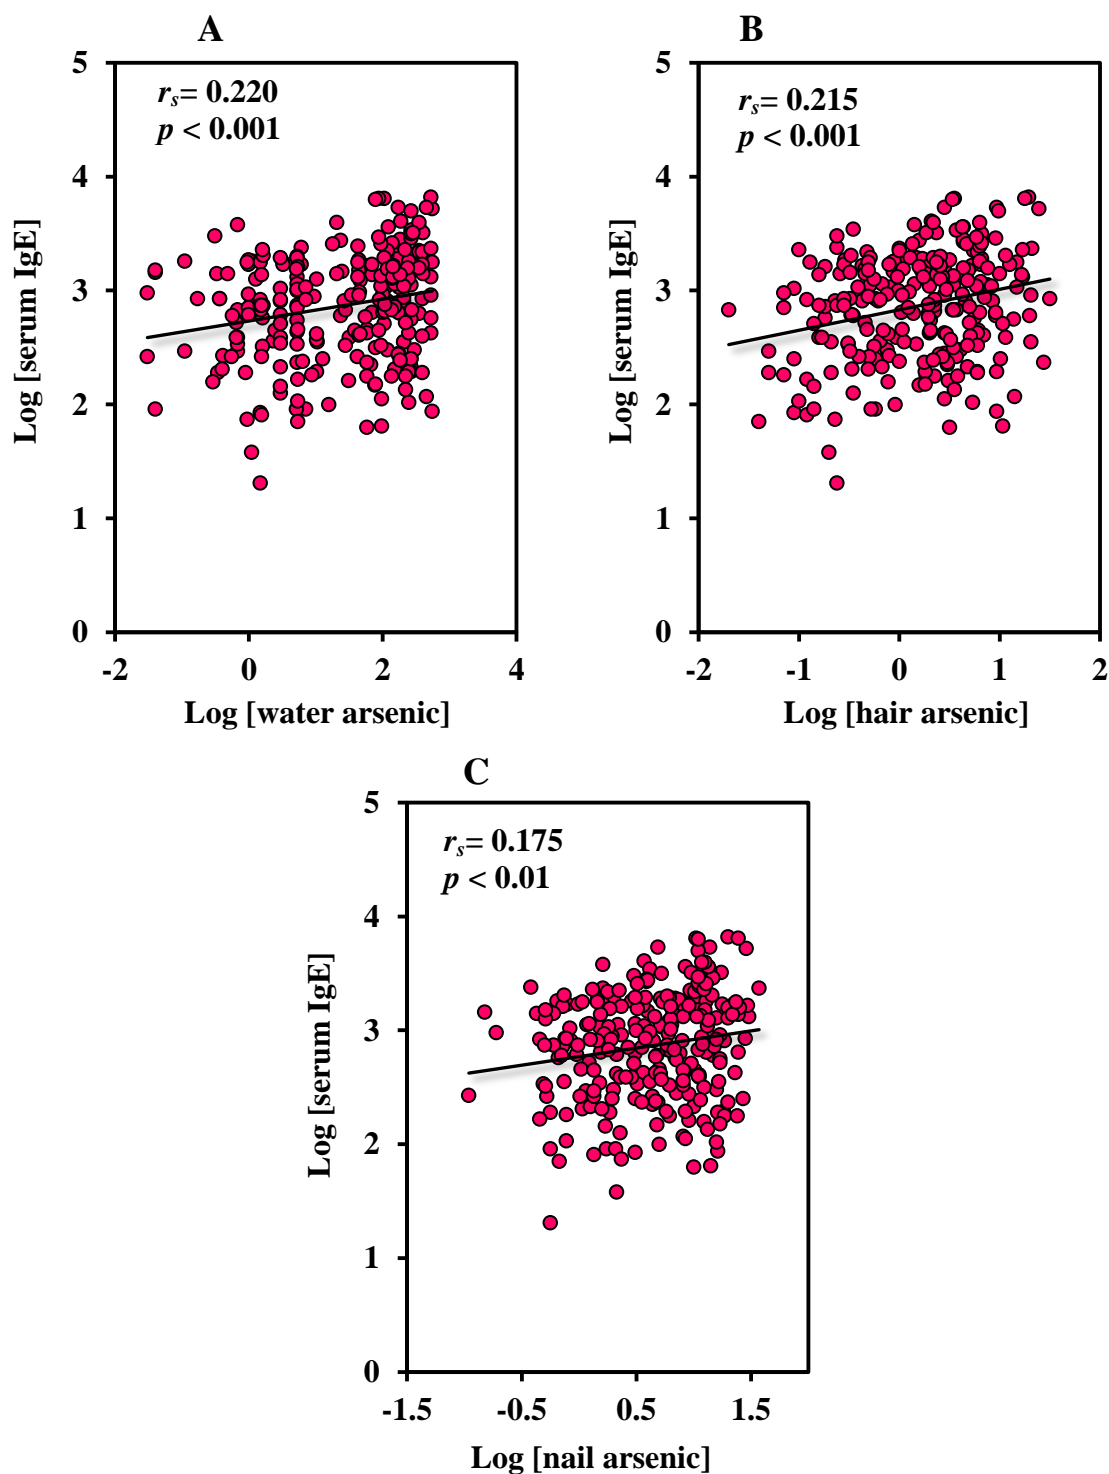 A
5
4
3
2
1
0
r_s= 0.220
p < 0.001
Log [serum IgE]
-2
0
2
4
Log [water arsenic]
B
5
4
3
2
1
0
r_s= 0.215
p < 0.001
Log [serum IgE]
-2
-1
0
1
2
Log [hair arsenic]
C
5
4
3
2
1
0
r_s= 0.175
p < 0.01
Log [serum IgE]
-1.5
-0.5
0.5
1.5
Log [nail arsenic]